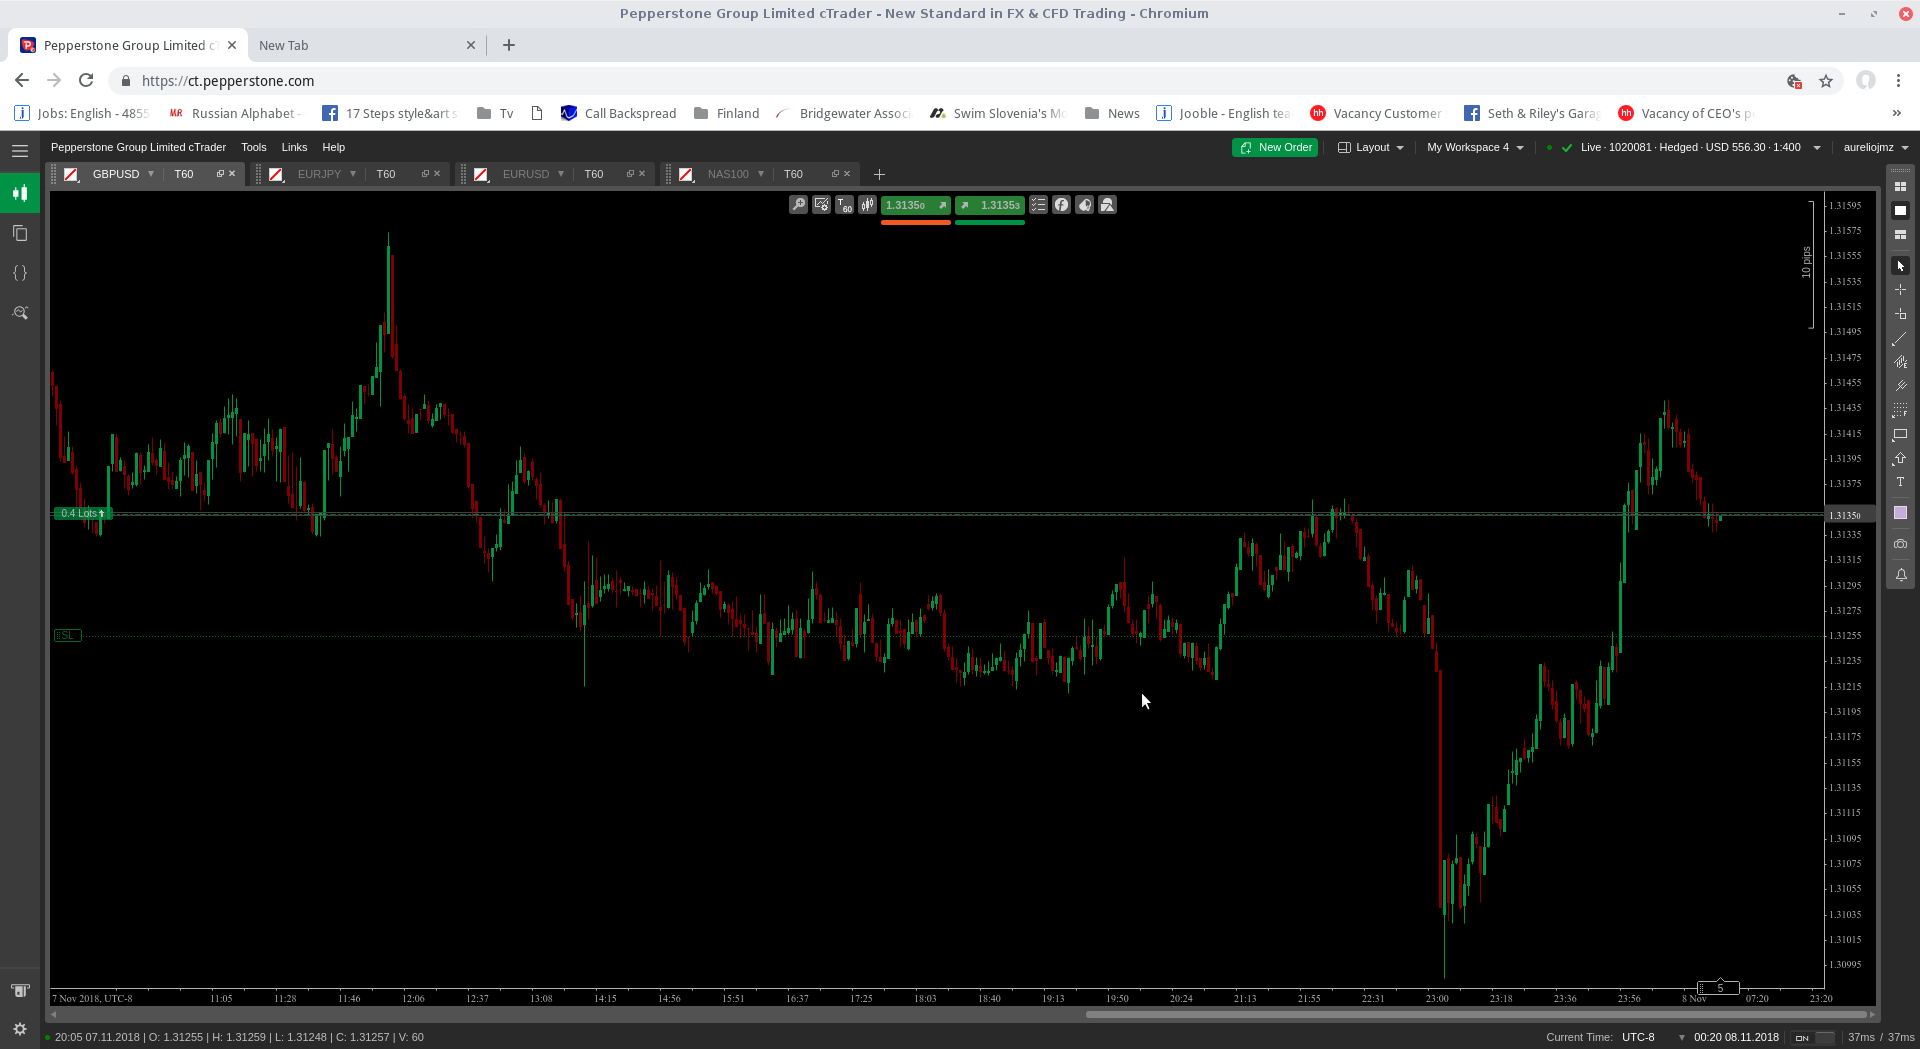 Pepperstone Group Limited cTrader - New Standard in FX & CFD Trading - Chromium
Pepperstone Group Limited c
New Tab
https://ct.pepperstone.com
Jobs: English - 4855
Russian Alphabet -
17 Steps style&art s
Tv
Call Backspread
Finland
Bridgewater Assoc
Swim Slovenia's Mo
News
Jooble - English tea
Vacancy Customer
Seth & Riley's Garag
Vacancy of CEO's p
Pepperstone Group Limited cTrader Tools Links Help
New Order Layout My Workspace 4 Live · 1020081 · Hedged · USD 556.30 · 1:400 aureliojmz
GBPUSD T60 EURJPY T60 EURUSD T60 NAS100 T60
T60 1.31350 1.31353
10 pips
1.31595
1.31575
1.31555
1.31535
1.31515
1.31495
1.31475
1.31455
1.31435
1.31415
1.31395
1.31375
0.4 Lots
1.31350
1.31335
1.31315
1.31295
1.31275
SL
1.31255
1.31235
1.31215
1.31195
1.31175
1.31155
1.31135
1.31115
1.31095
1.31075
1.31055
1.31035
1.31015
1.30995
5
7 Nov 2018, UTC-8 11:05 11:28 11:46 12:06 12:37 13:08 14:15 14:56 15:51 16:37 17:25 18:03 18:40 19:13 19:50 20:24 21:13 21:55 22:31 23:00 23:18 23:36 23:56 8 Nov 07:20 23:20
20:05 07.11.2018 | O: 1.31255 | H: 1.31259 | L: 1.31248 | C: 1.31257 | V: 60
Current Time: UTC-8 00:20 08.11.2018 ON 37ms / 37ms